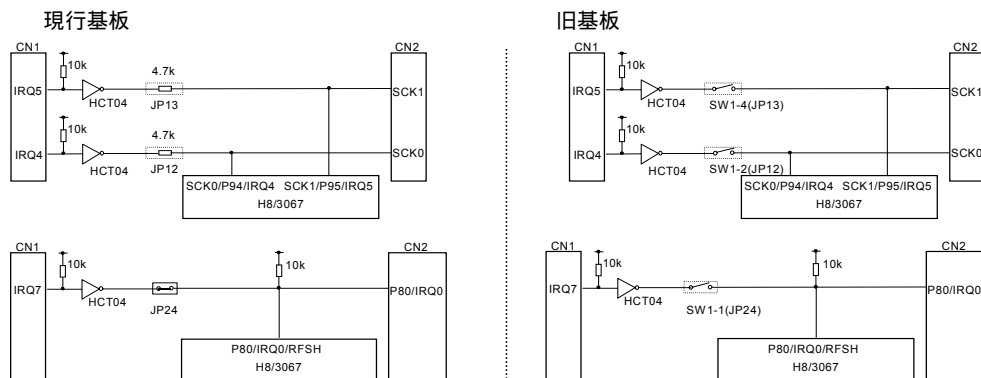 現行基板
CN1
CN2
10k
4.7k
IRQ5
SCK1
HCT04
JP13
10k
4.7k
IRQ4
SCK0
HCT04
JP12
SCK0/P94/IRQ4 SCK1/P95/IRQ5
H8/3067
CN1
CN2
10k
10k
IRQ7
P80/IRQ0
HCT04
JP24
P80/IRQ0/RFSH
H8/3067
旧基板
CN1
CN2
10k
IRQ5
SCK1
HCT04
SW1-4(JP13)
10k
IRQ4
SCK0
HCT04
SW1-2(JP12)
SCK0/P94/IRQ4 SCK1/P95/IRQ5
H8/3067
CN1
CN2
10k
10k
IRQ7
P80/IRQ0
HCT04
SW1-1(JP24)
P80/IRQ0/RFSH
H8/3067